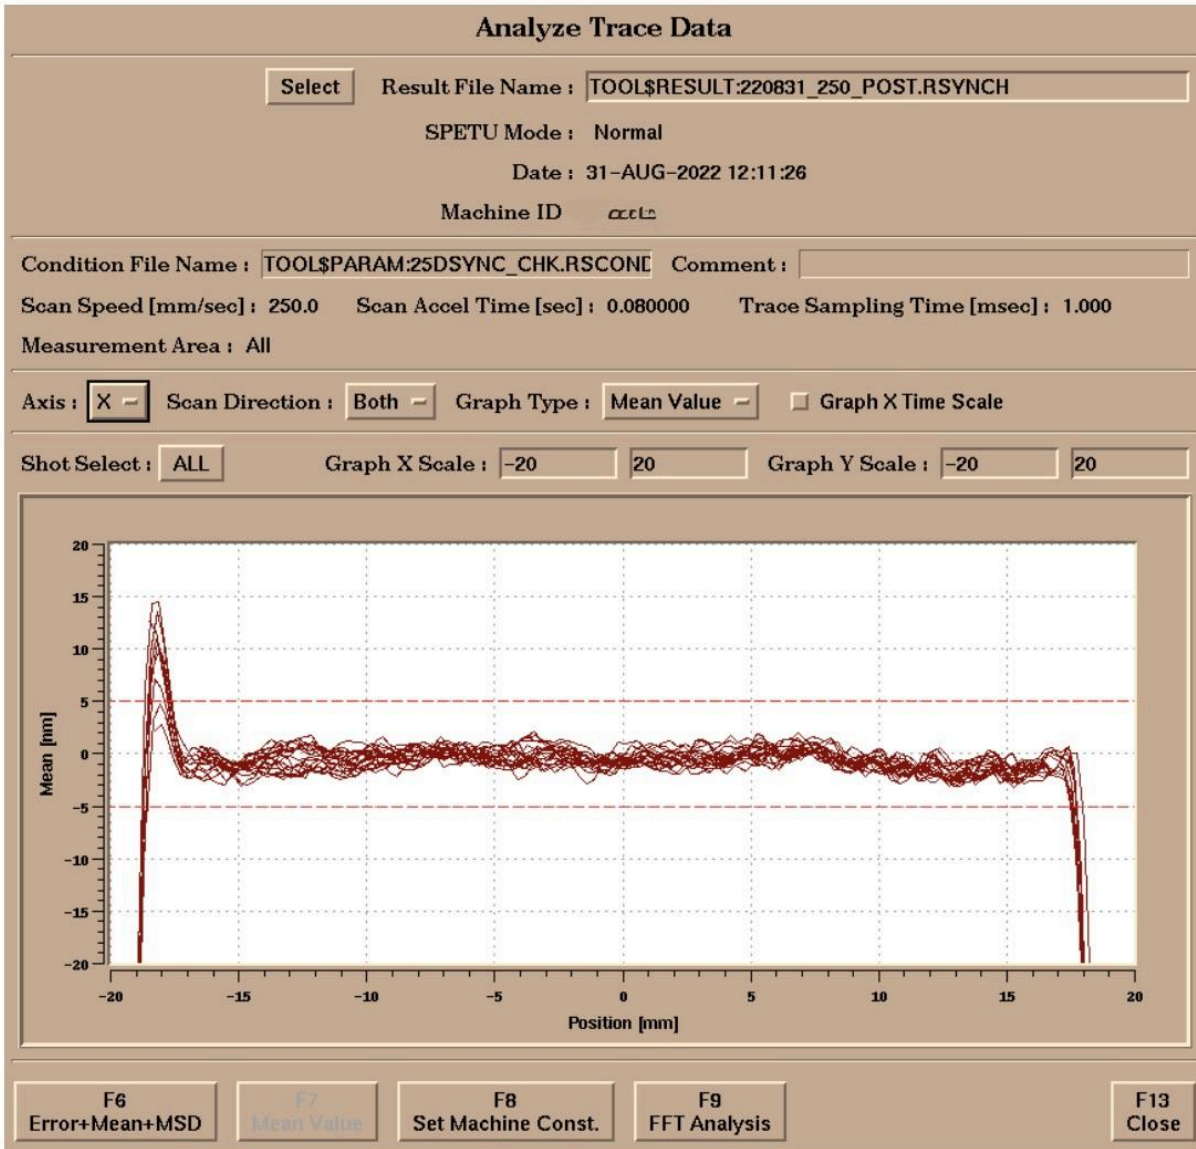 Analyze Trace Data
Select Result File Name : TOOL$RESULT:220831_250_POST.RSYNCH
SPETU Mode : Normal
Date : 31-AUG-2022 12:11:26
Machine ID
Condition File Name : TOOL$PARAM:25DSYNC_CHK.RSCOND Comment :
Scan Speed [mm/sec] : 250.0 Scan Accel Time [sec] : 0.080000 Trace Sampling Time [msec] : 1.000
Measurement Area : All
Axis : X Scan Direction : Both Graph Type : Mean Value Graph X Time Scale
Shot Select : ALL Graph X Scale : -20 20 Graph Y Scale : -20 20
20
15
10
5
0
-5
-10
-15
-20
Mean [nm]
-20 -15 -10 -5 0 5 10 15 20
Position [mm]
F6 F7 F8 F9 F13
Error+Mean+MSD Mean Value Set Machine Const. FFT Analysis Close